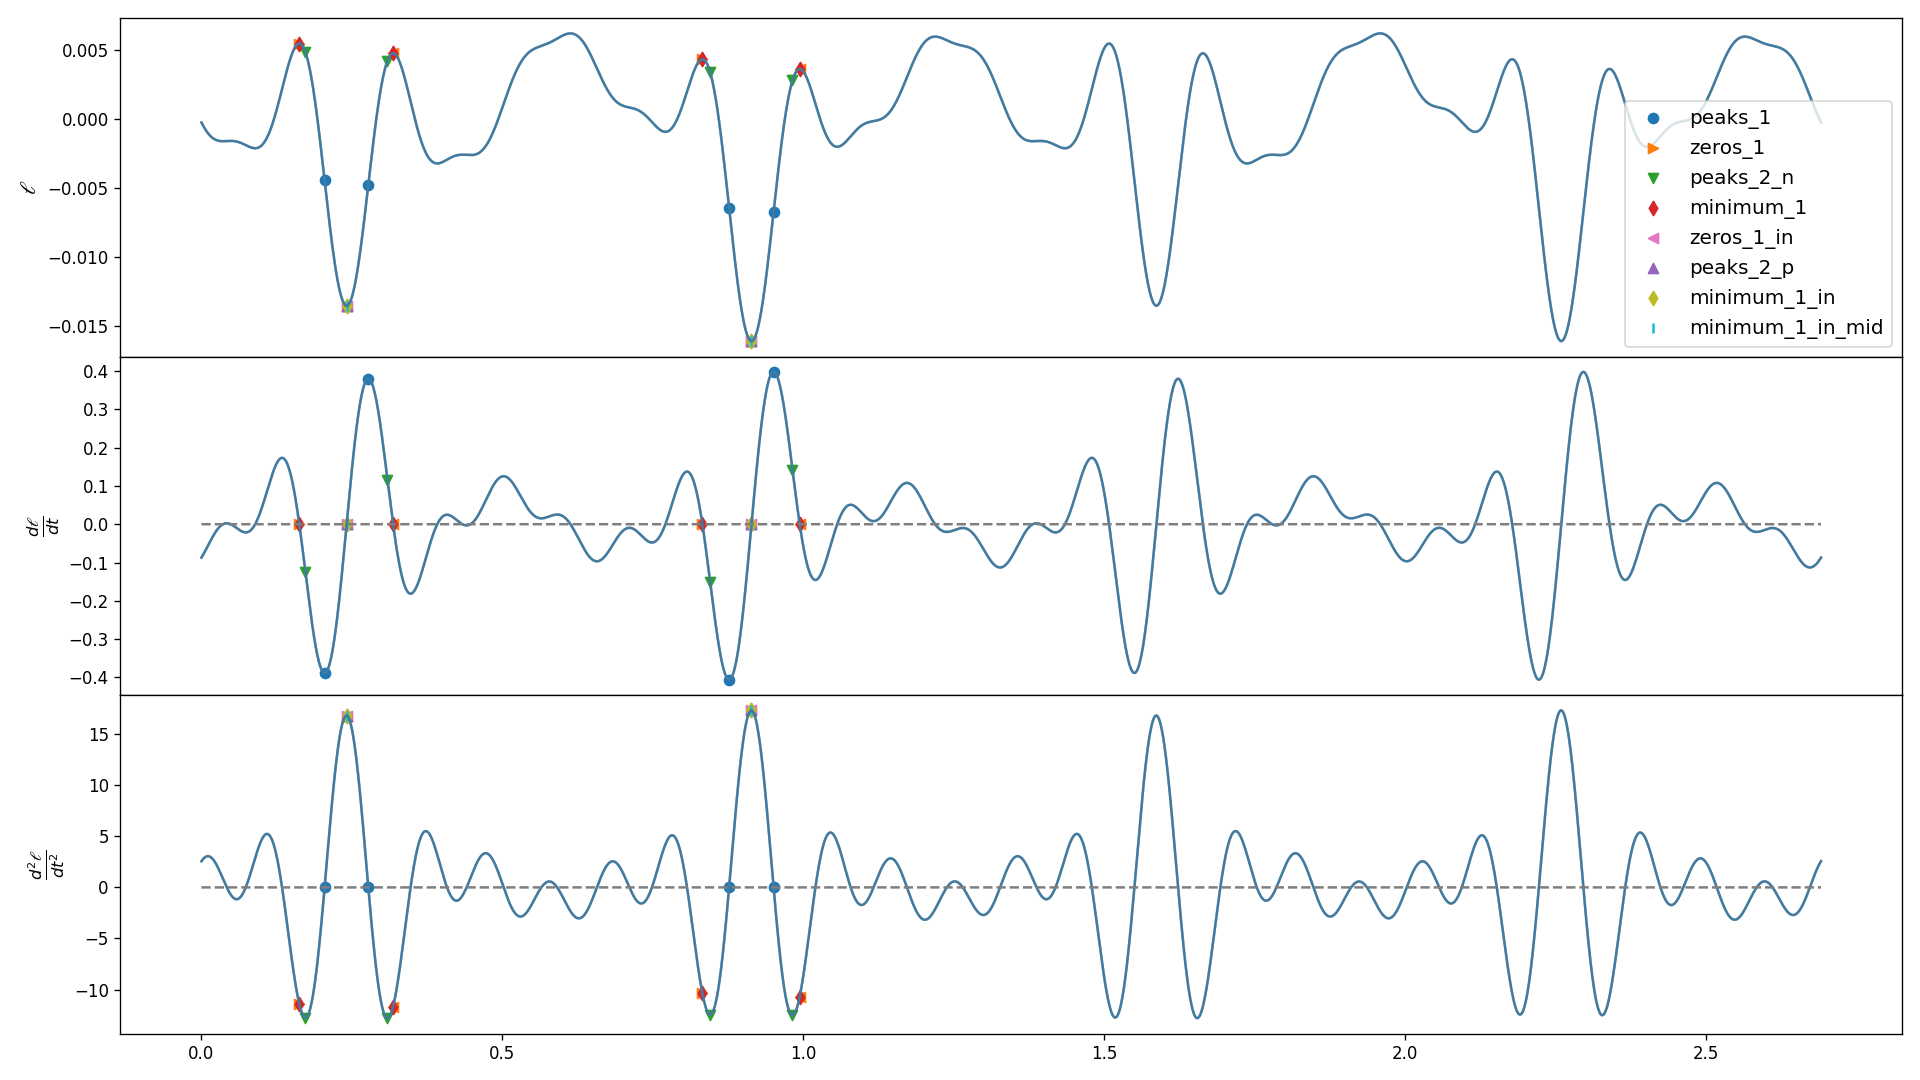 0.005
0.000
−0.005
−0.010
−0.015
ℓ
peaks_1
zeros_1
peaks_2_n
minimum_1
zeros_1_in
peaks_2_p
minimum_1_in
minimum_1_in_mid
0.4
0.3
0.2
0.1
0.0
−0.1
−0.2
−0.3
−0.4
dℓ
dt
15
10
5
0
−5
−10
d²ℓ
dt²
0.0 0.5 1.0 1.5 2.0 2.5